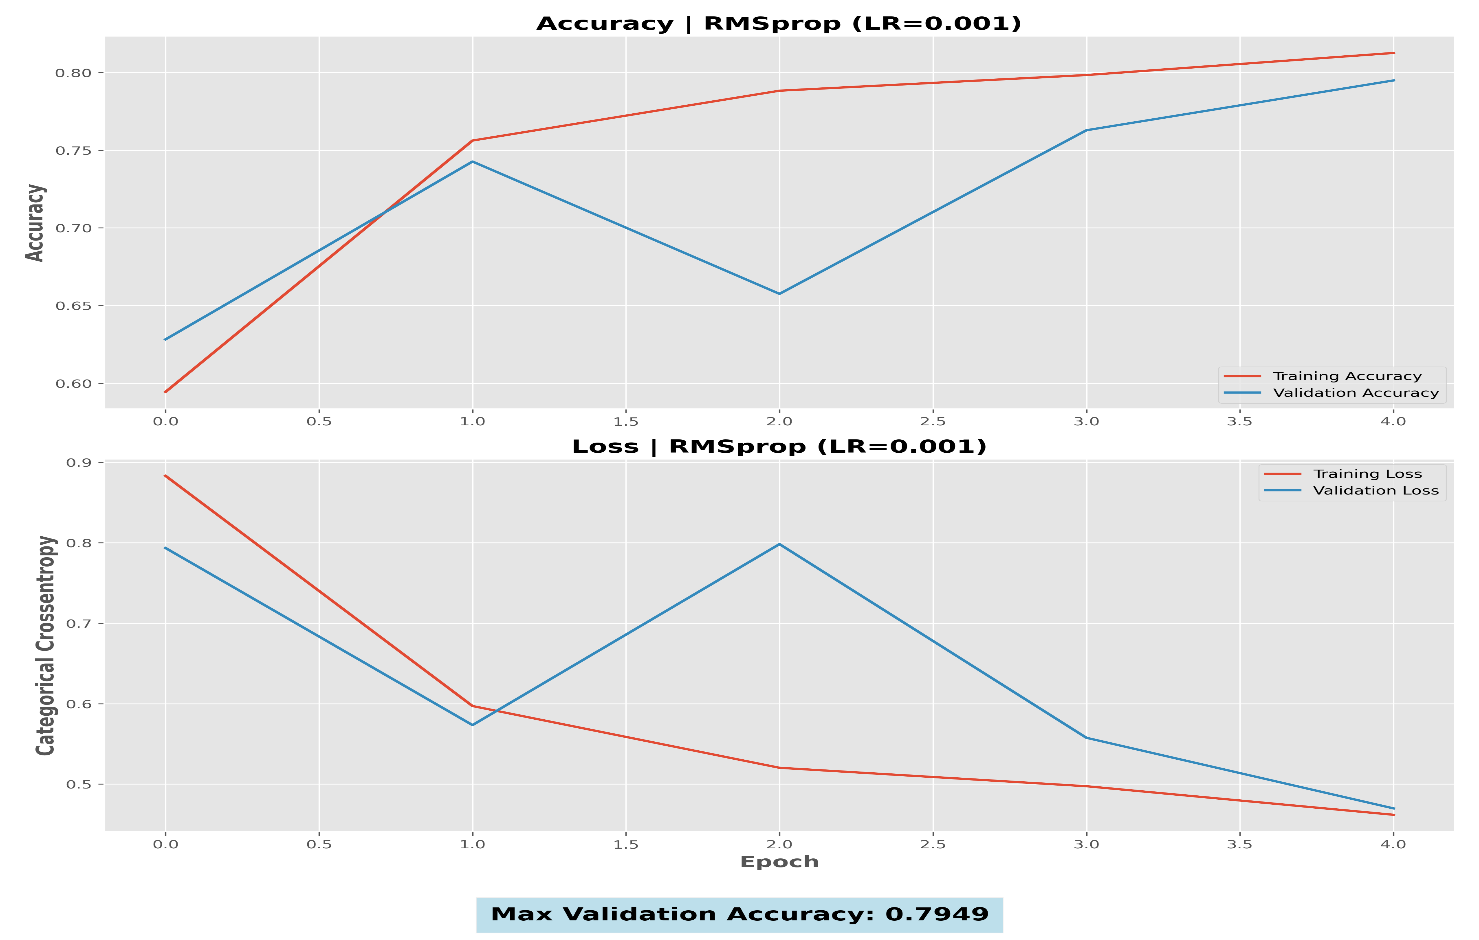 Accuracy | RMSprop (LR=0.001)
Accuracy
0.80
0.75
0.70
0.65
0.60
Training Accuracy
Validation Accuracy
0.0 0.5 1.0 1.5 2.0 2.5 3.0 3.5 4.0
Loss | RMSprop (LR=0.001)
Categorical Crossentropy
0.9
0.8
0.7
0.6
0.5
Training Loss
Validation Loss
0.0 0.5 1.0 1.5 2.0 2.5 3.0 3.5 4.0
Epoch
Max Validation Accuracy: 0.7949